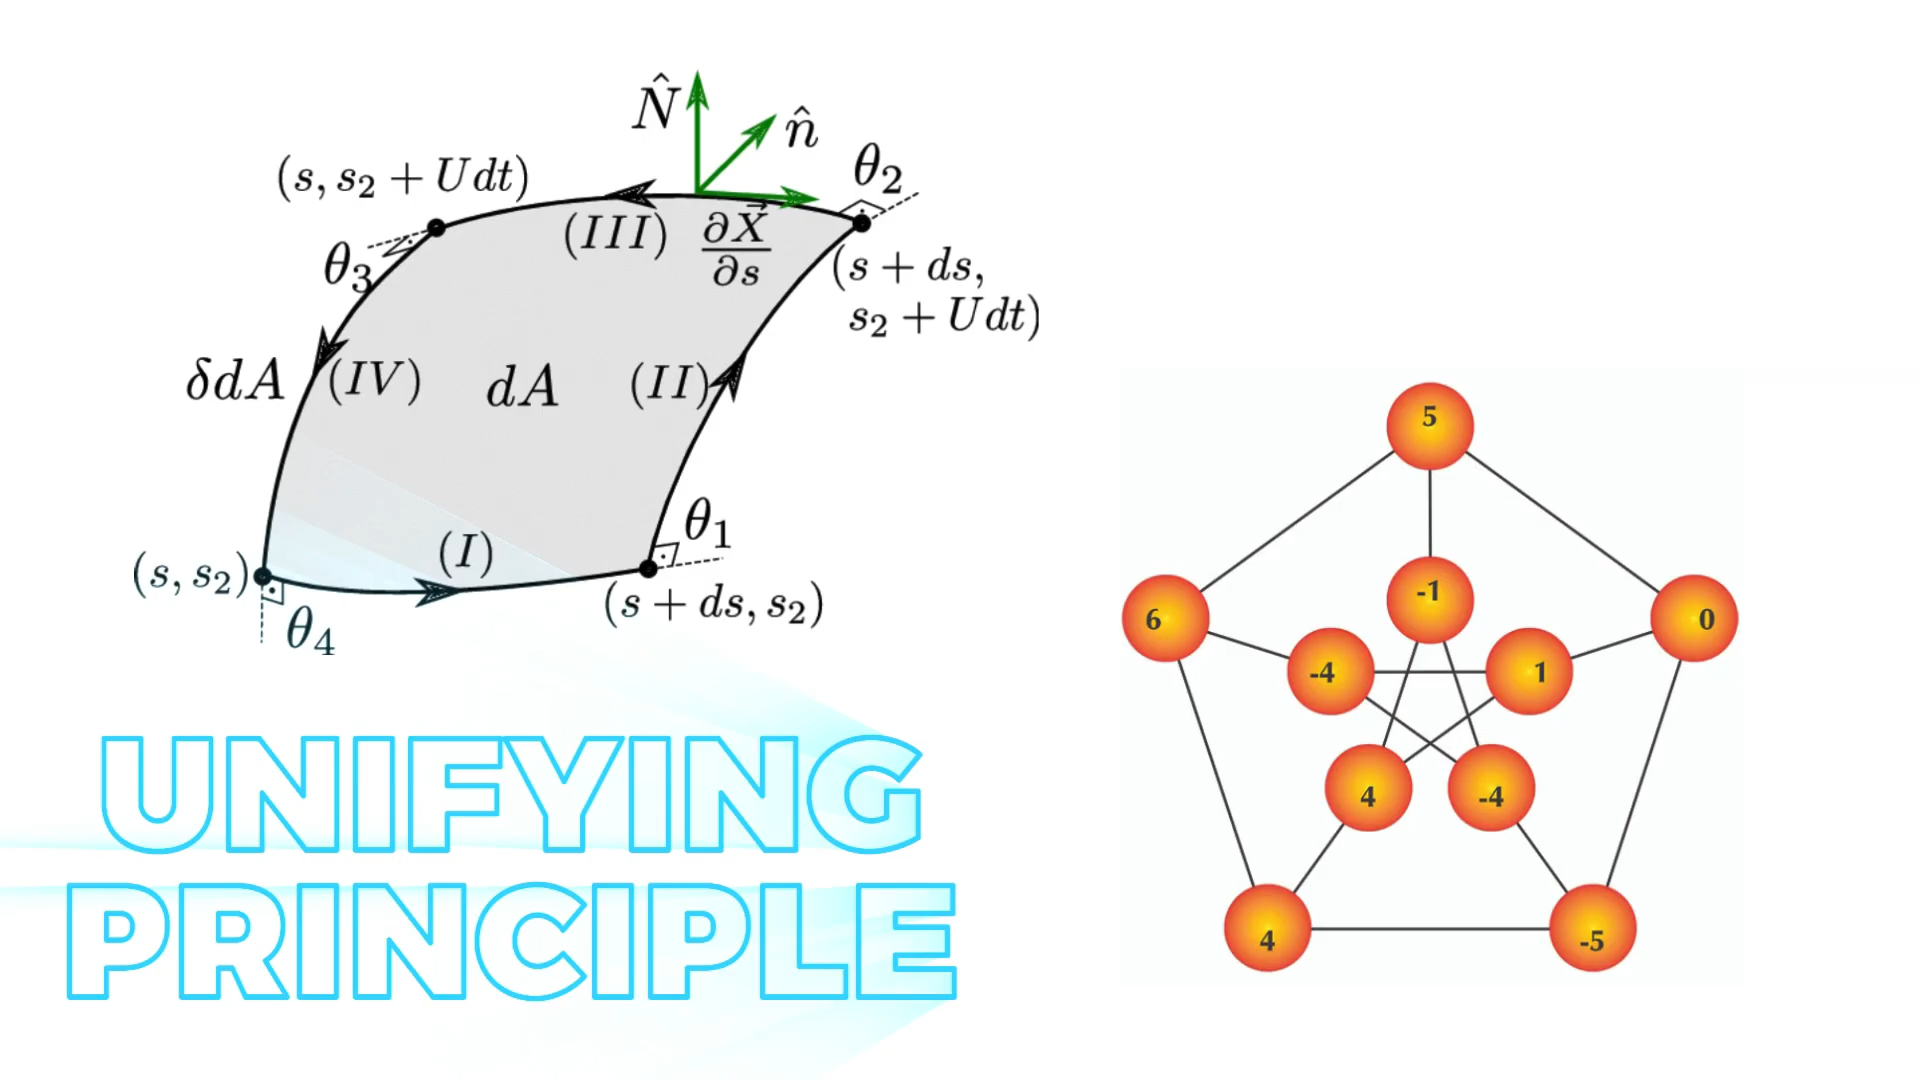 N̂
n̂
θ₂
(s, s₂ + Udt)
(III)
∂X⃗
∂s
θ₃
(s + ds,
s₂ + Udt)
δdA
(IV)
dA
(II)
θ₁
(I)
(s, s₂)
(s + ds, s₂)
θ₄
UNIFYING
PRINCIPLE
5
-1
6
0
-4
1
4
-4
4
-5